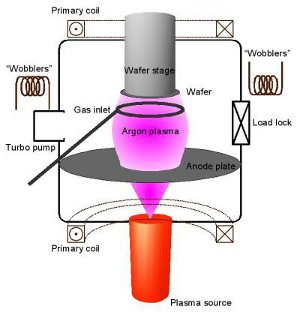 Primary coil
"Wobblers"
"Wobblers"
Wafer stage
Wafer
Gas inlet
Argon plasma
Load lock
Turbo pump
Anode plate
Primary coil
Plasma source